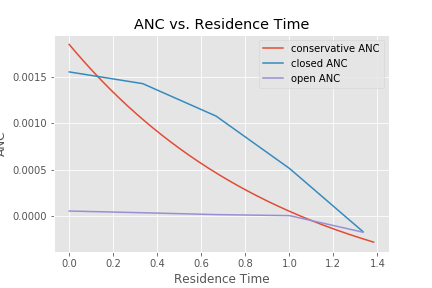 ANC vs. Residence Time
conservative ANC
closed ANC
open ANC
0.0015
0.0010
0.0005
0.0000
ANC
0.0 0.2 0.4 0.6 0.8 1.0 1.2 1.4
Residence Time